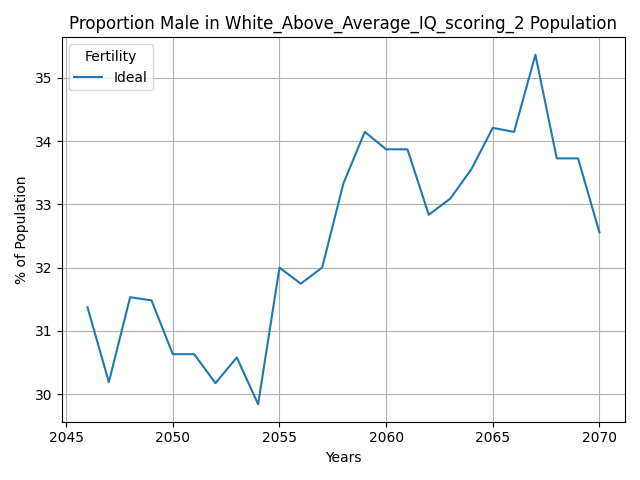 Proportion Male in White_Above_Average_IQ_scoring_2 Population
Fertility
Ideal
% of Population
35
34
33
32
31
30
2045 2050 2055 2060 2065 2070
Years